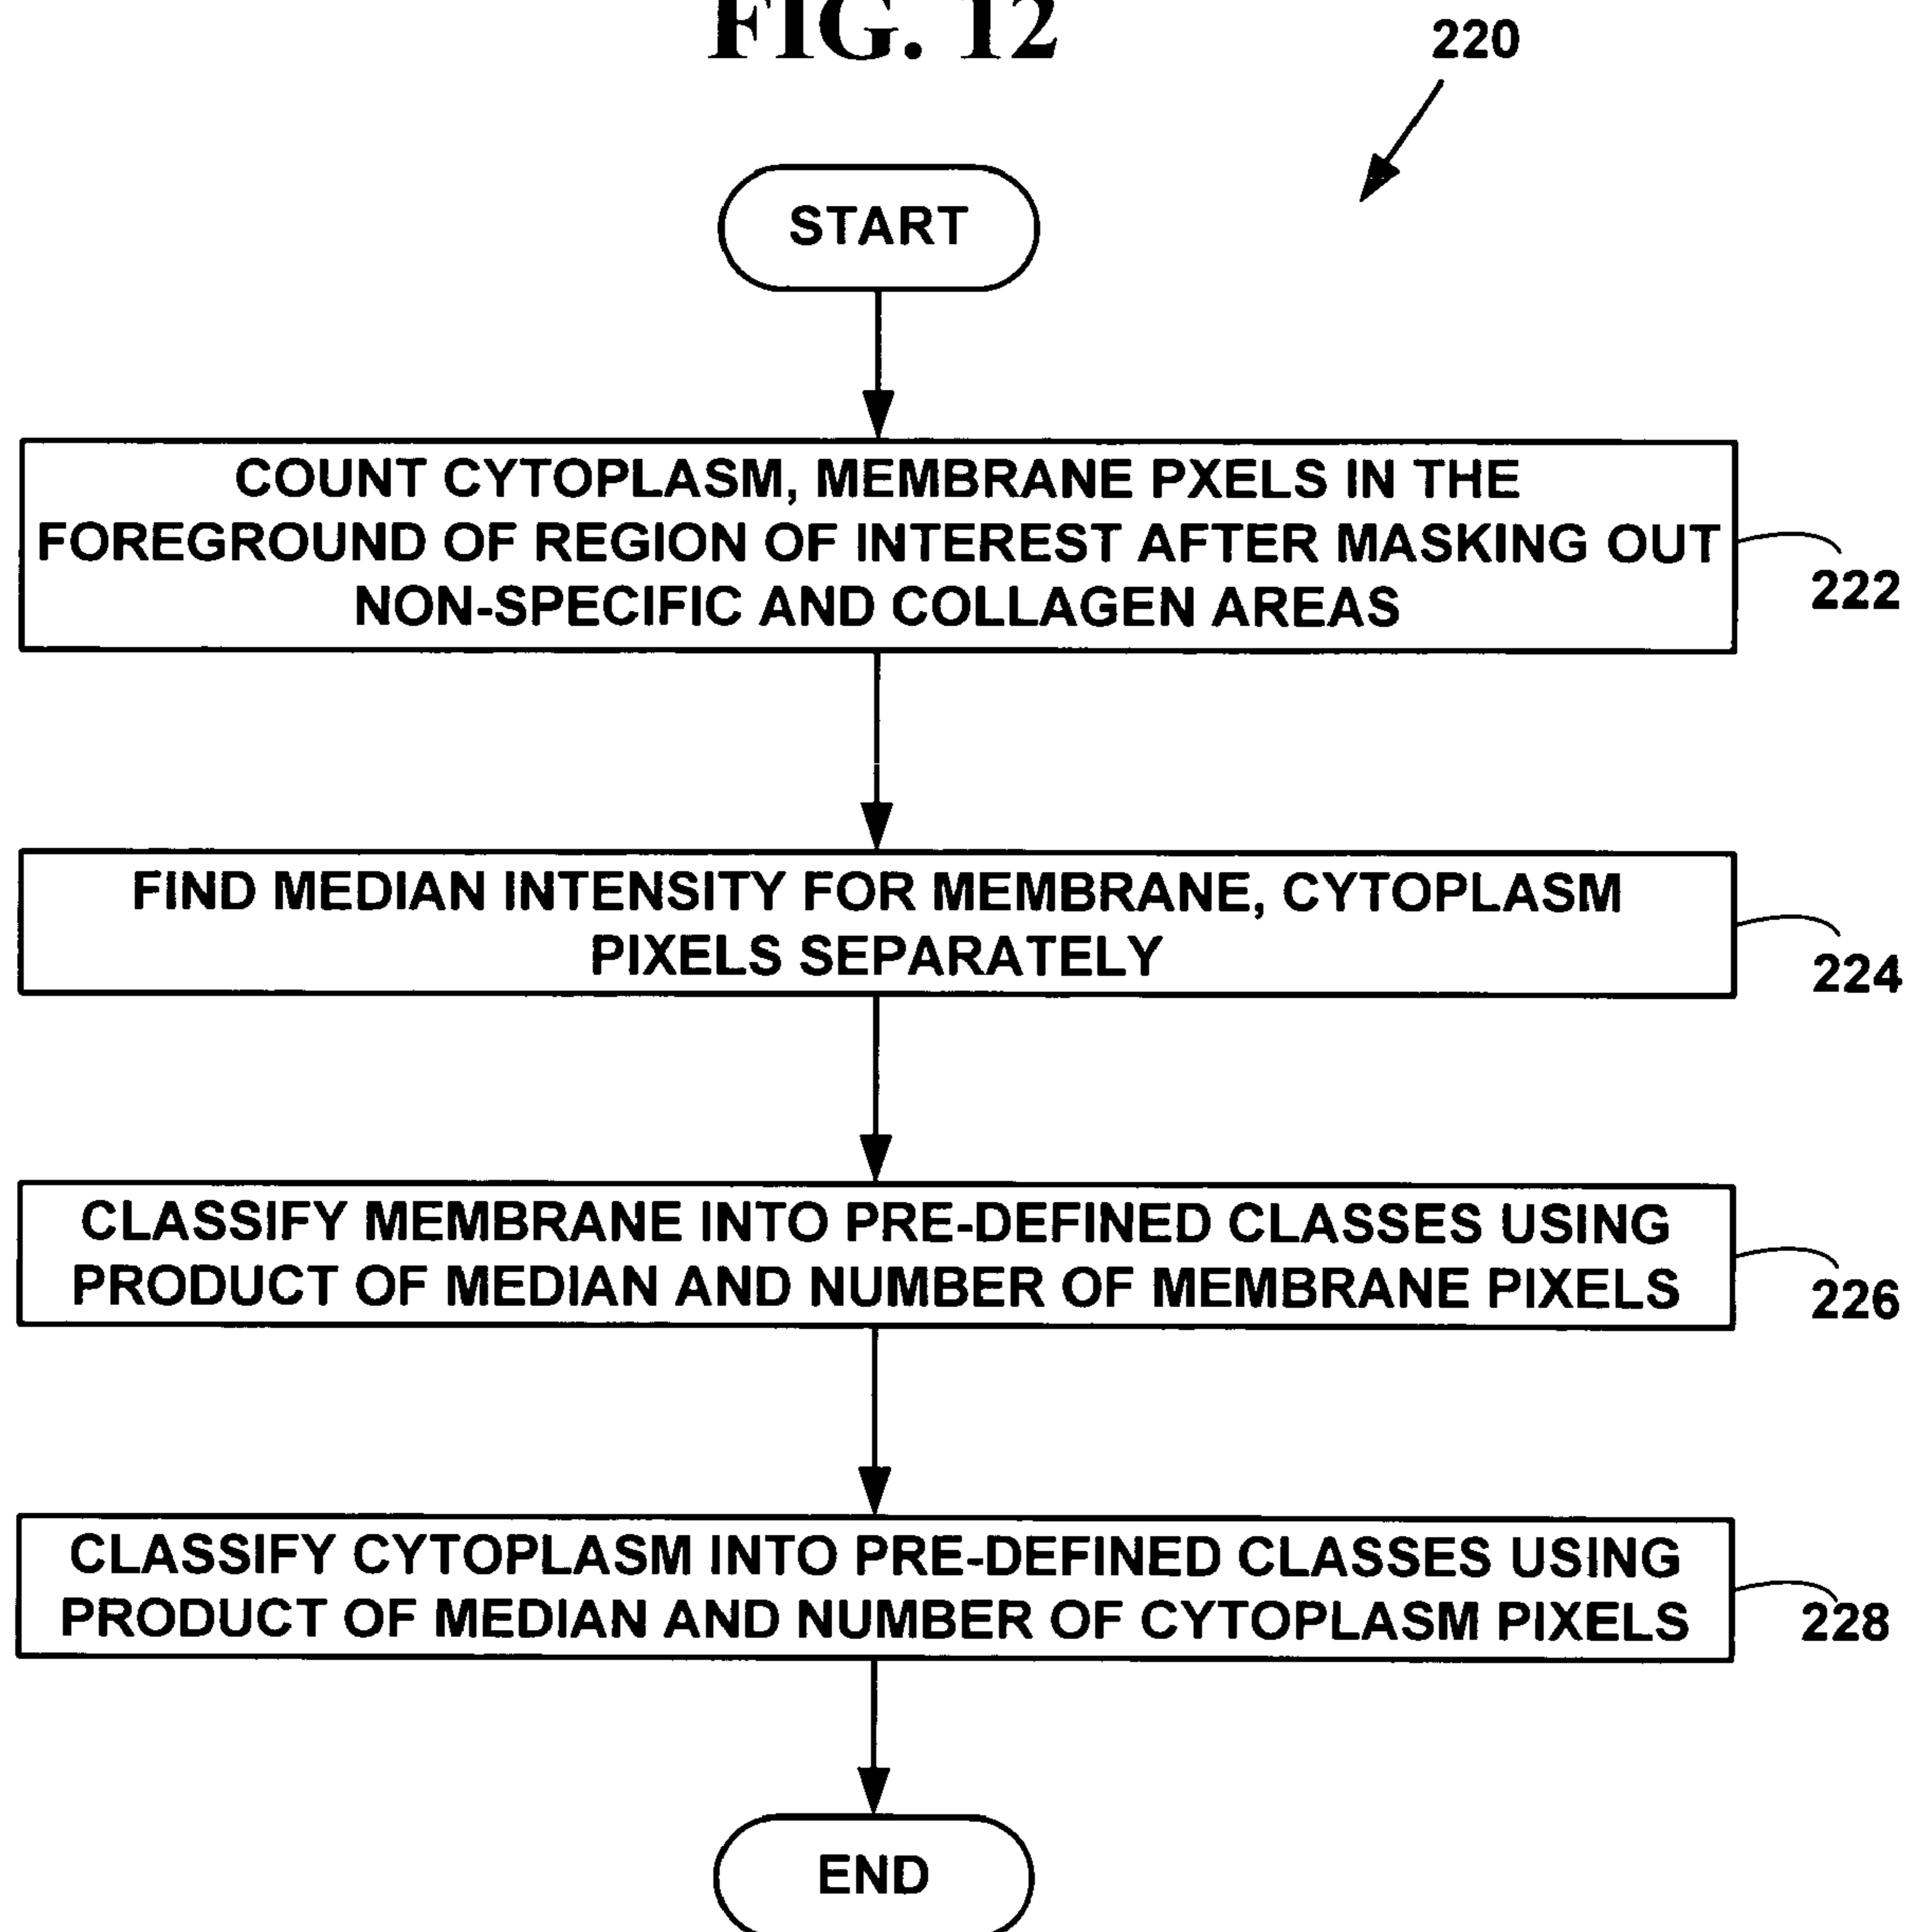 FIG. 12
220
START
COUNT CYTOPLASM, MEMBRANE PXELS IN THE
FOREGROUND OF REGION OF INTEREST AFTER MASKING OUT
NON-SPECIFIC AND COLLAGEN AREAS
222
FIND MEDIAN INTENSITY FOR MEMBRANE, CYTOPLASM
PIXELS SEPARATELY
224
CLASSIFY MEMBRANE INTO PRE-DEFINED CLASSES USING
PRODUCT OF MEDIAN AND NUMBER OF MEMBRANE PIXELS
226
CLASSIFY CYTOPLASM INTO PRE-DEFINED CLASSES USING
PRODUCT OF MEDIAN AND NUMBER OF CYTOPLASM PIXELS
228
END